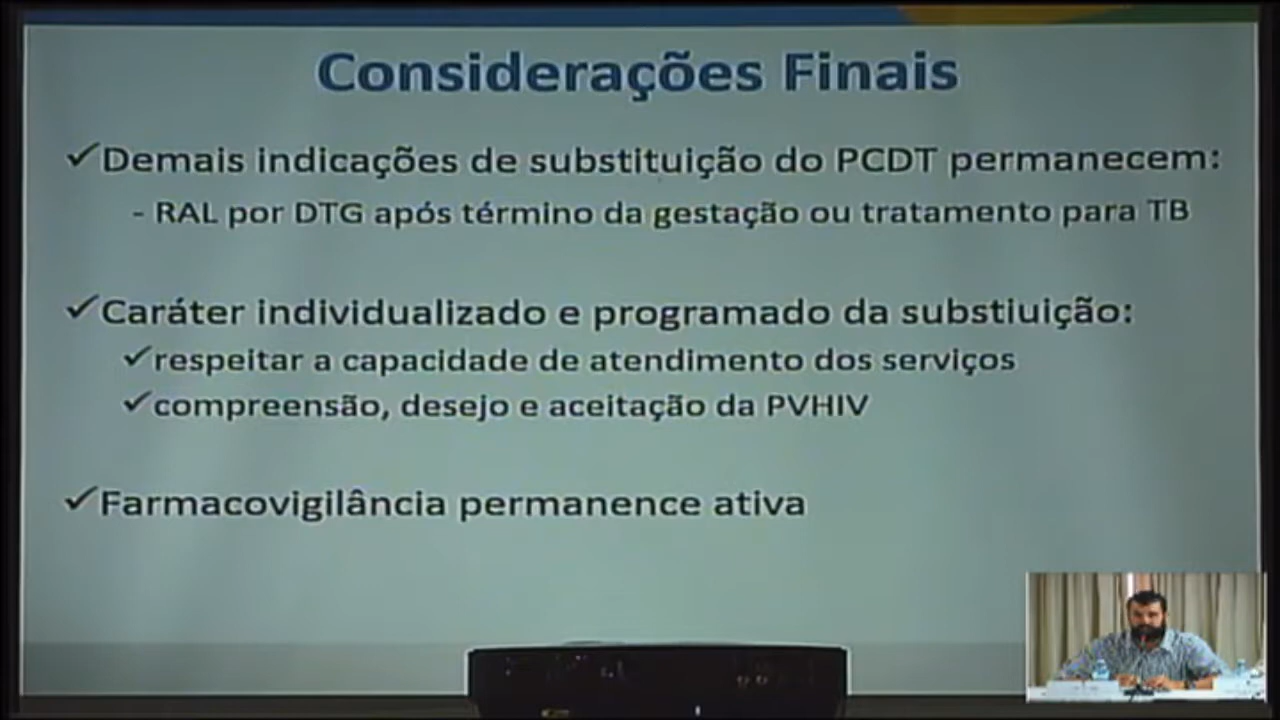 Considerações Finais
✓Demais indicações de substituição do PCDT permanecem:
- RAL por DTG após término da gestação ou tratamento para TB
✓Caráter individualizado e programado da substiuição:
✓respeitar a capacidade de atendimento dos serviços
✓compreensão, desejo e aceitação da PVHIV
✓Farmacovigilância permanence ativa